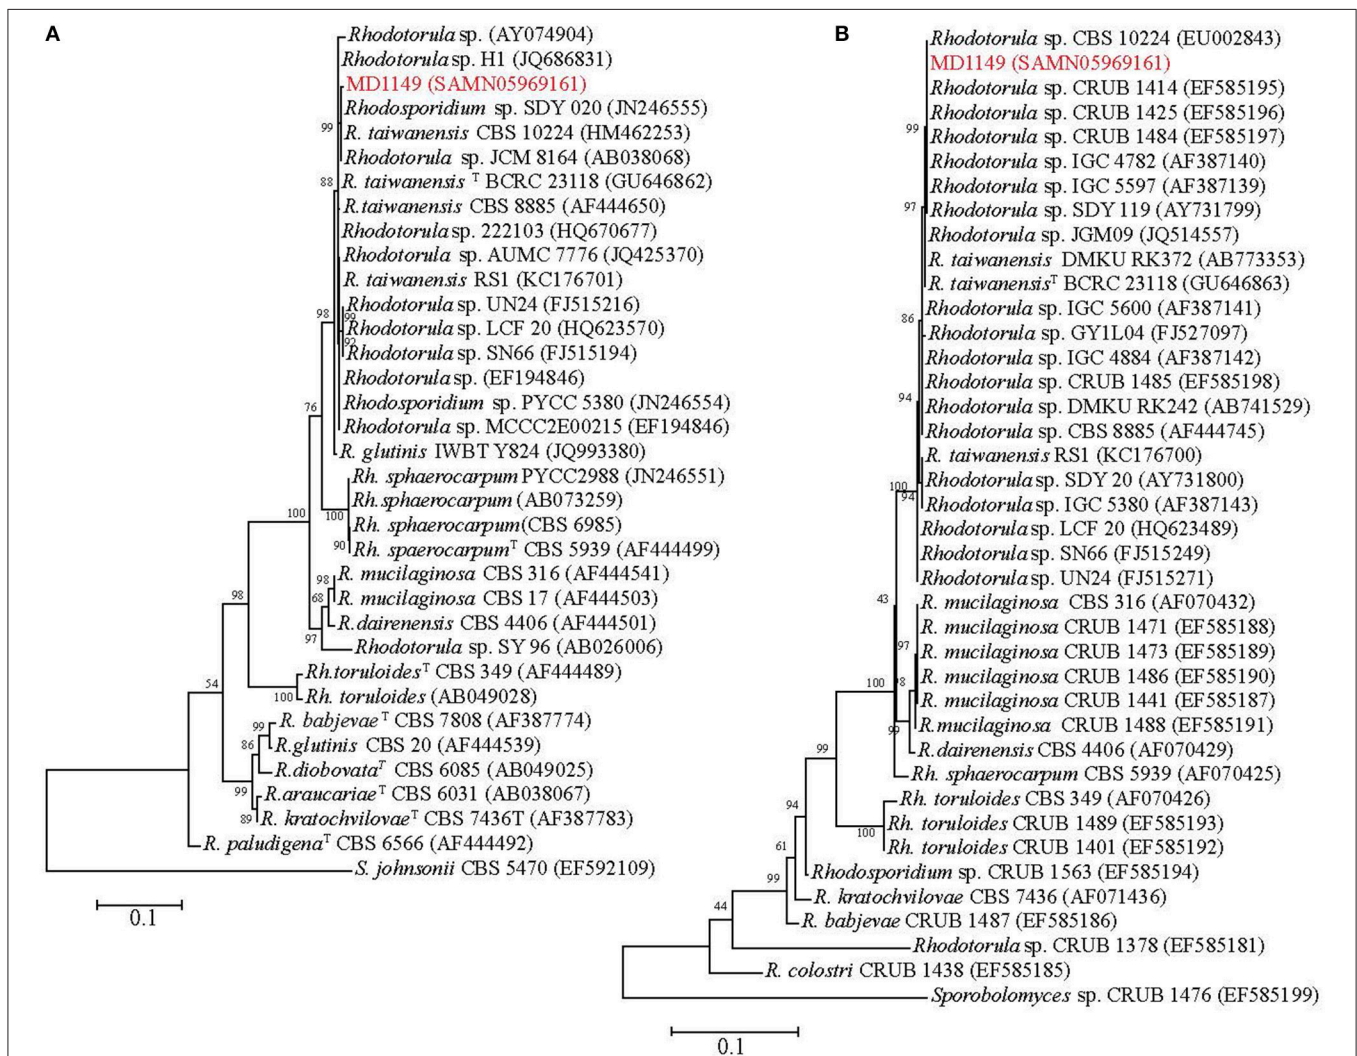 A
Rhodotorula sp. (AY074904)
Rhodotorula sp. H1 (JQ686831)
MD1149 (SAMN05969161)
Rhodosporidium sp. SDY 020 (JN246555)
99
R. taiwanensis CBS 10224 (HM462253)
Rhodotorula sp. JCM 8164 (AB038068)
88
R. taiwanensis T BCRC 23118 (GU646862)
R.taiwanensis CBS 8885 (AF444650)
Rhodotorula sp. 222103 (HQ670677)
Rhodotorula sp. AUMC 7776 (JQ425370)
R. taiwanensis RS1 (KC176701)
Rhodotorula sp. UN24 (FJ515216)
98
99
Rhodotorula sp. LCF 20 (HQ623570)
92
Rhodotorula sp. SN66 (FJ515194)
Rhodotorula sp. (EF194846)
Rhodosporidium sp. PYCC 5380 (JN246554)
76
Rhodotorula sp. MCCC2E00215 (EF194846)
R. glutinis IWBT Y824 (JQ993380)
Rh. sphaerocarpum PYCC2988 (JN246551)
Rh.sphaerocarpum (AB073259)
100
100
Rh. sphaerocarpum(CBS 6985)
90
Rh. spaerocarpumT CBS 5939 (AF444499)
98
R. mucilaginosa CBS 316 (AF444541)
68
R. mucilaginosa CBS 17 (AF444503)
98
R.dairenensis CBS 4406 (AF444501)
97
Rhodotorula sp. SY 96 (AB026006)
Rh.toruloidesT CBS 349 (AF444489)
54
100
Rh. toruloides (AB049028)
99
R. babjevae T CBS 7808 (AF387774)
86
R.glutinis CBS 20 (AF444539)
R.diobovataT CBS 6085 (AB049025)
99
R.araucariaeT CBS 6031 (AB038067)
89
R. kratochvilovaeT CBS 7436T (AF387783)
R. paludigenaT CBS 6566 (AF444492)
S. johnsonii CBS 5470 (EF592109)
0.1
B
Rhodotorula sp. CBS 10224 (EU002843)
MD1149 (SAMN05969161)
Rhodotorula sp. CRUB 1414 (EF585195)
Rhodotorula sp. CRUB 1425 (EF585196)
99
Rhodotorula sp. CRUB 1484 (EF585197)
Rhodotorula sp. IGC 4782 (AF387140)
Rhodotorula sp. IGC 5597 (AF387139)
97
Rhodotorula sp. SDY 119 (AY731799)
Rhodotorula sp. JGM09 (JQ514557)
R. taiwanensis DMKU RK372 (AB773353)
R. taiwanensisT BCRC 23118 (GU646863)
Rhodotorula sp. IGC 5600 (AF387141)
86
Rhodotorula sp. GY1L04 (FJ527097)
Rhodotorula sp. IGC 4884 (AF387142)
Rhodotorula sp. CRUB 1485 (EF585198)
94
Rhodotorula sp. DMKU RK242 (AB741529)
Rhodotorula sp. CBS 8885 (AF444745)
R. taiwanensis RS1 (KC176700)
Rhodotorula sp. SDY 20 (AY731800)
100
94
Rhodotorula sp. IGC 5380 (AF387143)
Rhodotorula sp. LCF 20 (HQ623489)
Rhodotorula sp. SN66 (FJ515249)
Rhodotorula sp. UN24 (FJ515271)
43
R. mucilaginosa CBS 316 (AF070432)
R. mucilaginosa CRUB 1471 (EF585188)
97
R. mucilaginosa CRUB 1473 (EF585189)
100
R. mucilaginosa CRUB 1486 (EF585190)
R. mucilaginosa CRUB 1441 (EF585187)
99
R.mucilaginosa CRUB 1488 (EF585191)
99
R.dairenensis CBS 4406 (AF070429)
Rh. sphaerocarpum CBS 5939 (AF070425)
94
Rh. toruloides CBS 349 (AF070426)
100
Rh. toruloides CRUB 1489 (EF585193)
61
Rh. toruloides CRUB 1401 (EF585192)
99
Rhodosporidium sp. CRUB 1563 (EF585194)
R. kratochvilovae CBS 7436 (AF071436)
44
R. babjevae CRUB 1487 (EF585186)
Rhodotorula sp. CRUB 1378 (EF585181)
R. colostri CRUB 1438 (EF585185)
Sporobolomyces sp. CRUB 1476 (EF585199)
0.1